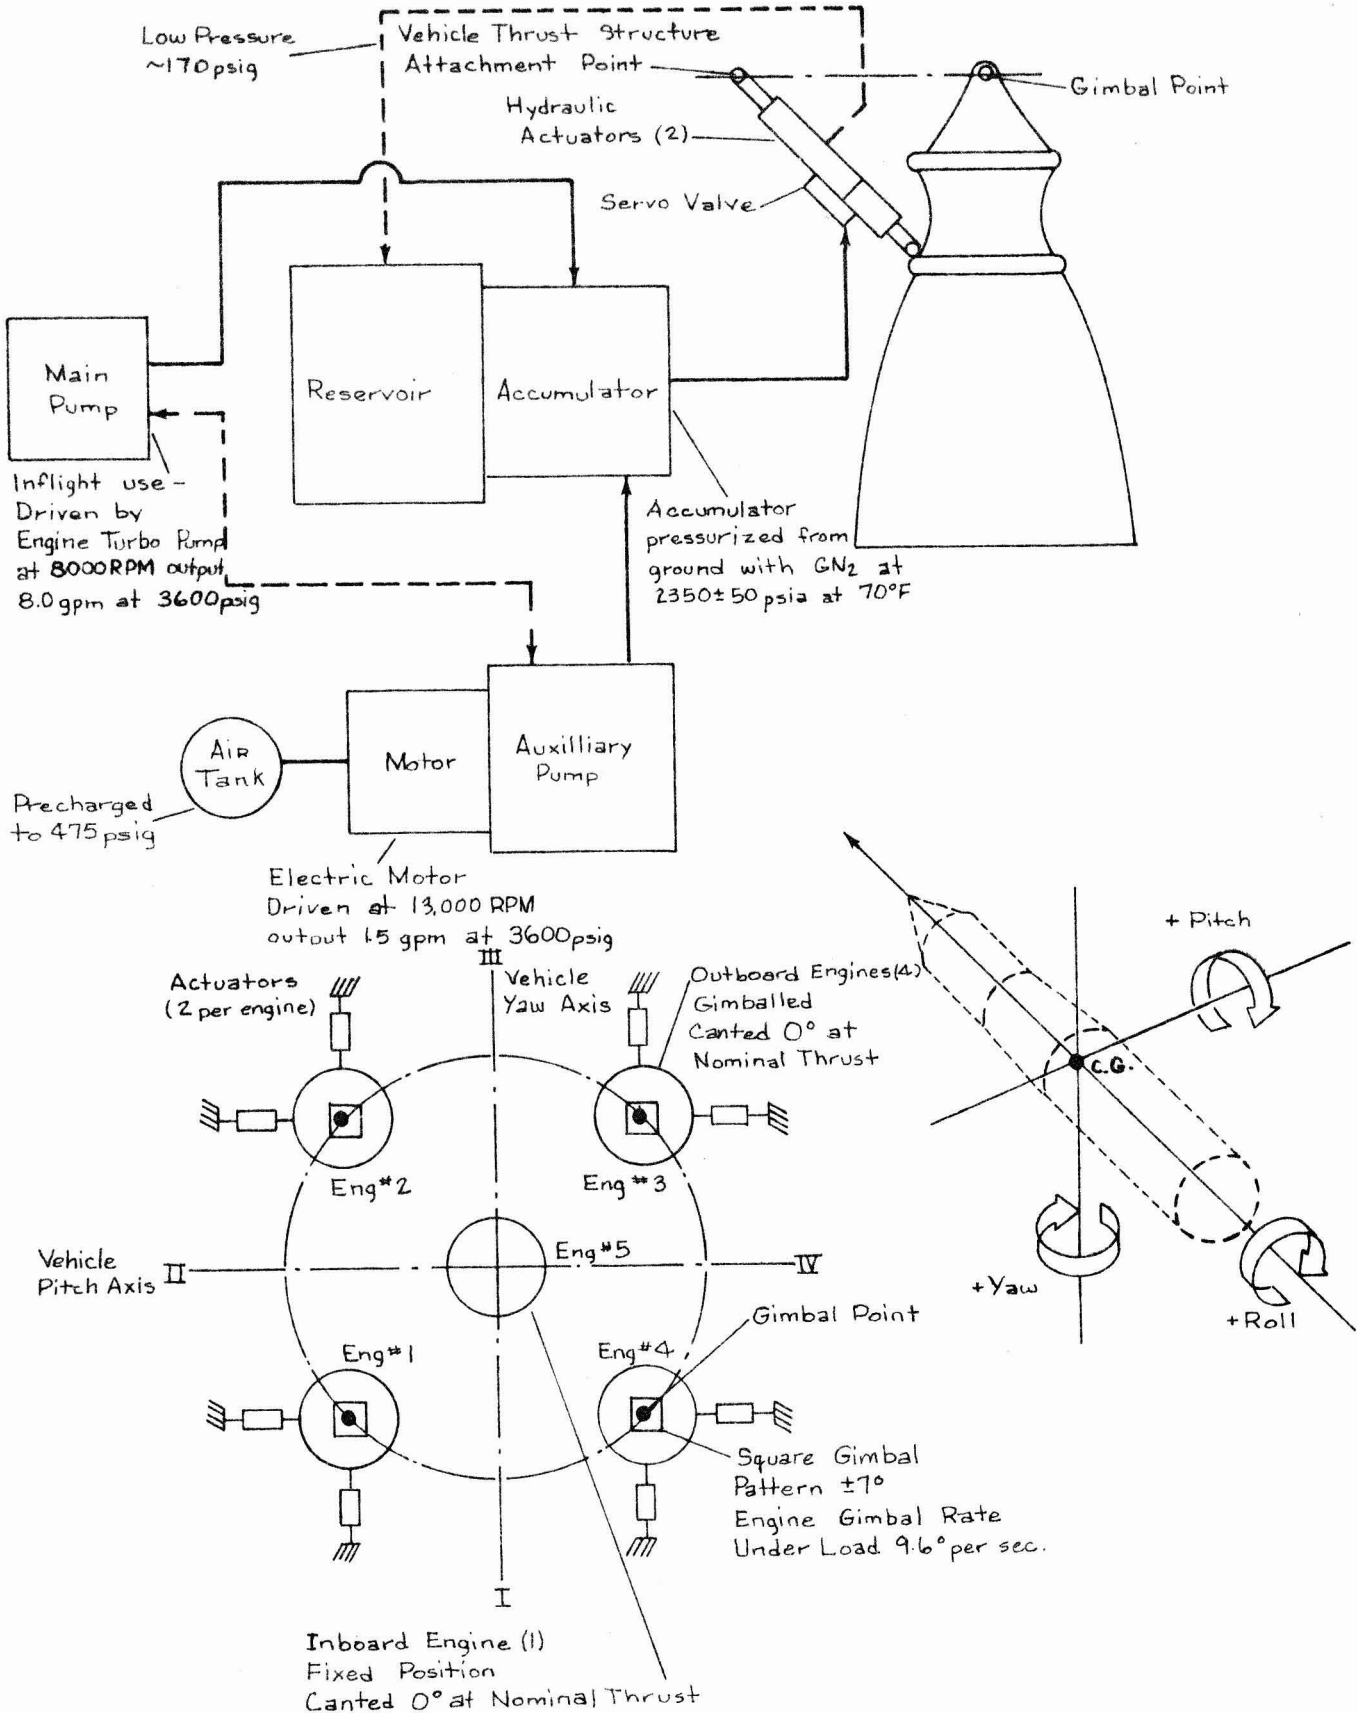 Low Pressure
~170 psig
Vehicle Thrust Structure
Attachment Point
Gimbal Point
Hydraulic
Actuators (2)
Servo Valve
Main
Pump
Reservoir
Accumulator
Inflight use -
Driven by
Engine Turbo Pump
at 8000 RPM output
8.0 gpm at 3600 psig
Accumulator
pressurized from
ground with GN2 at
2350±50 psia at 70°F
Air
Tank
Motor
Auxilliary
Pump
Precharged
to 475 psig
Electric Motor
Driven at 13,000 RPM
output 1.5 gpm at 3600 psig
+ Pitch
C.G.
+Yaw
+Roll
III
Actuators
(2 per engine)
Vehicle
Yaw Axis
Outboard Engines (4)
Gimballed
Canted 0° at
Nominal Thrust
Eng #2
Eng #3
Vehicle
Pitch Axis
II
Eng #5
IV
Gimbal Point
Eng #1
Eng #4
Square Gimbal
Pattern ±7°
Engine Gimbal Rate
Under Load 9.6° per sec.
I
Inboard Engine (1)
Fixed Position
Canted 0° at Nominal Thrust